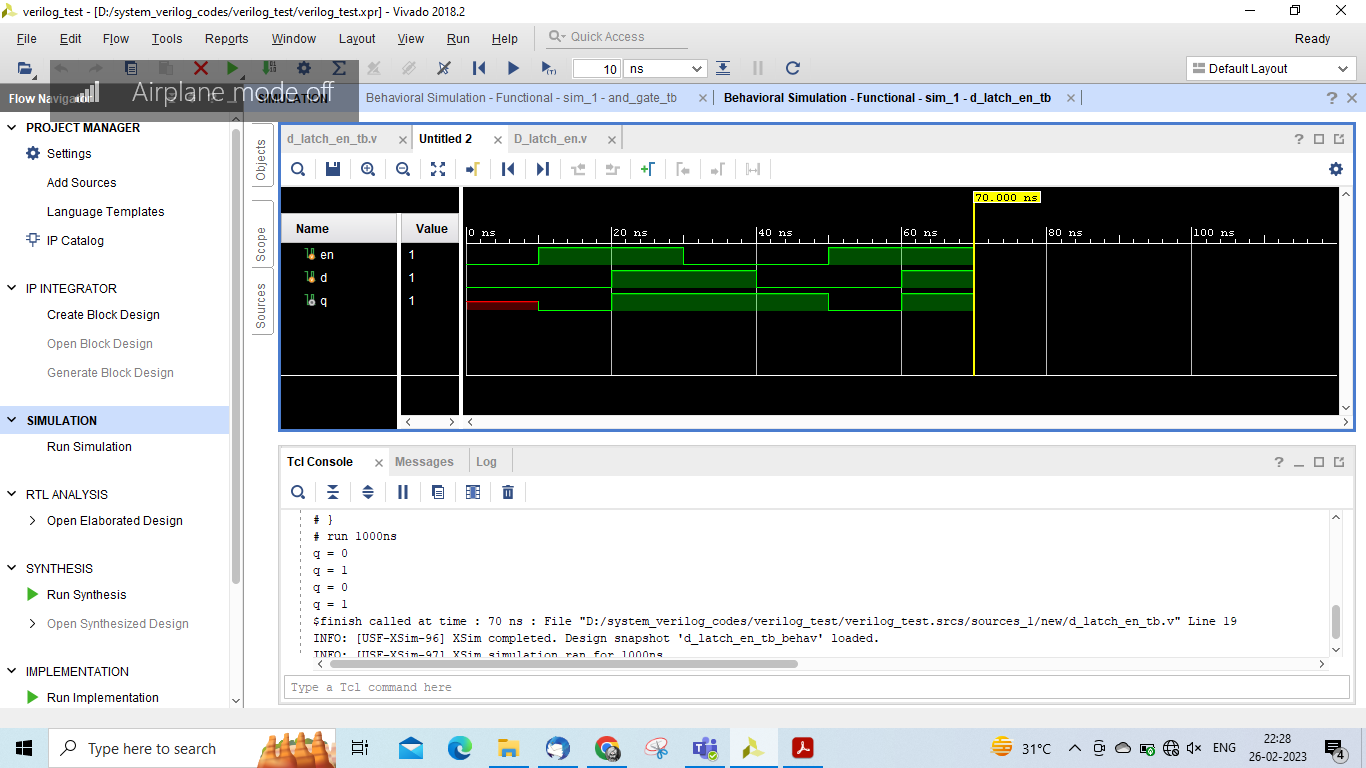 verilog_test - [D:/system_verilog_codes/verilog_test/verilog_test.xpr] - Vivado 2018.2
File Edit Flow Tools Reports Window Layout View Run Help Quick Access Ready
10 ns Default Layout
Airplane mode off
Flow Navigator SIMULATION Behavioral Simulation - Functional - sim_1 - and_gate_tb Behavioral Simulation - Functional - sim_1 - d_latch_en_tb
PROJECT MANAGER
Settings
Add Sources
Language Templates
IP Catalog
IP INTEGRATOR
Create Block Design
Open Block Design
Generate Block Design
SIMULATION
Run Simulation
RTL ANALYSIS
Open Elaborated Design
SYNTHESIS
Run Synthesis
Open Synthesized Design
IMPLEMENTATION
Run Implementation
Objects
Scope
Sources
d_latch_en_tb.v Untitled 2 D_latch_en.v
70.000 ns
Name Value 0 ns 20 ns 40 ns 60 ns 80 ns 100 ns
en 1
d 1
q 1
Tcl Console Messages Log
# }
# run 1000ns
q = 0
q = 1
q = 0
q = 1
$finish called at time : 70 ns : File "D:/system_verilog_codes/verilog_test/verilog_test.srcs/sources_1/new/d_latch_en_tb.v" Line 19
INFO: [USF-XSim-96] XSim completed. Design snapshot 'd_latch_en_tb_behav' loaded.
INFO: [USF-XSim-97] XSim simulation ran for 1000ns
Type a Tcl command here
Type here to search
31°C ENG 22:28
26-02-2023 4